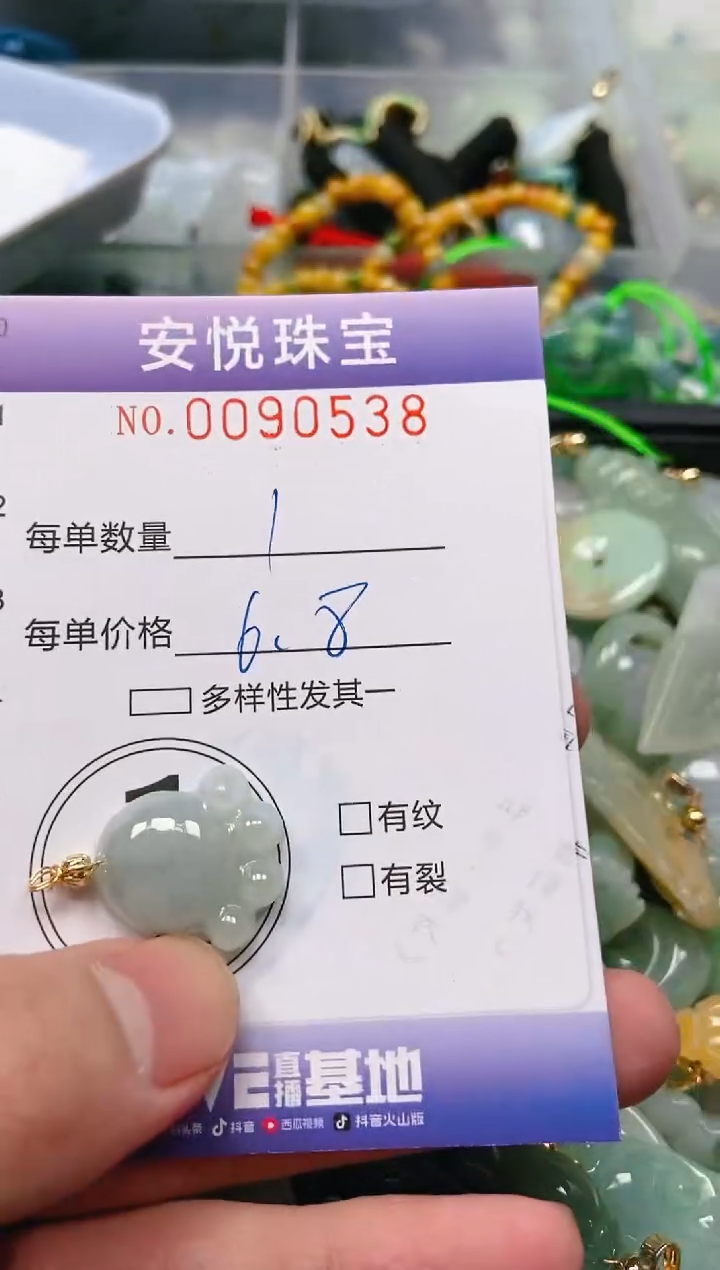 安悦珠宝
NO.0090538
每单数量 1
每单价格 6.8
多样性发其一
有纹
有裂
直播基地
头条 抖音 西瓜视频 抖音火山版